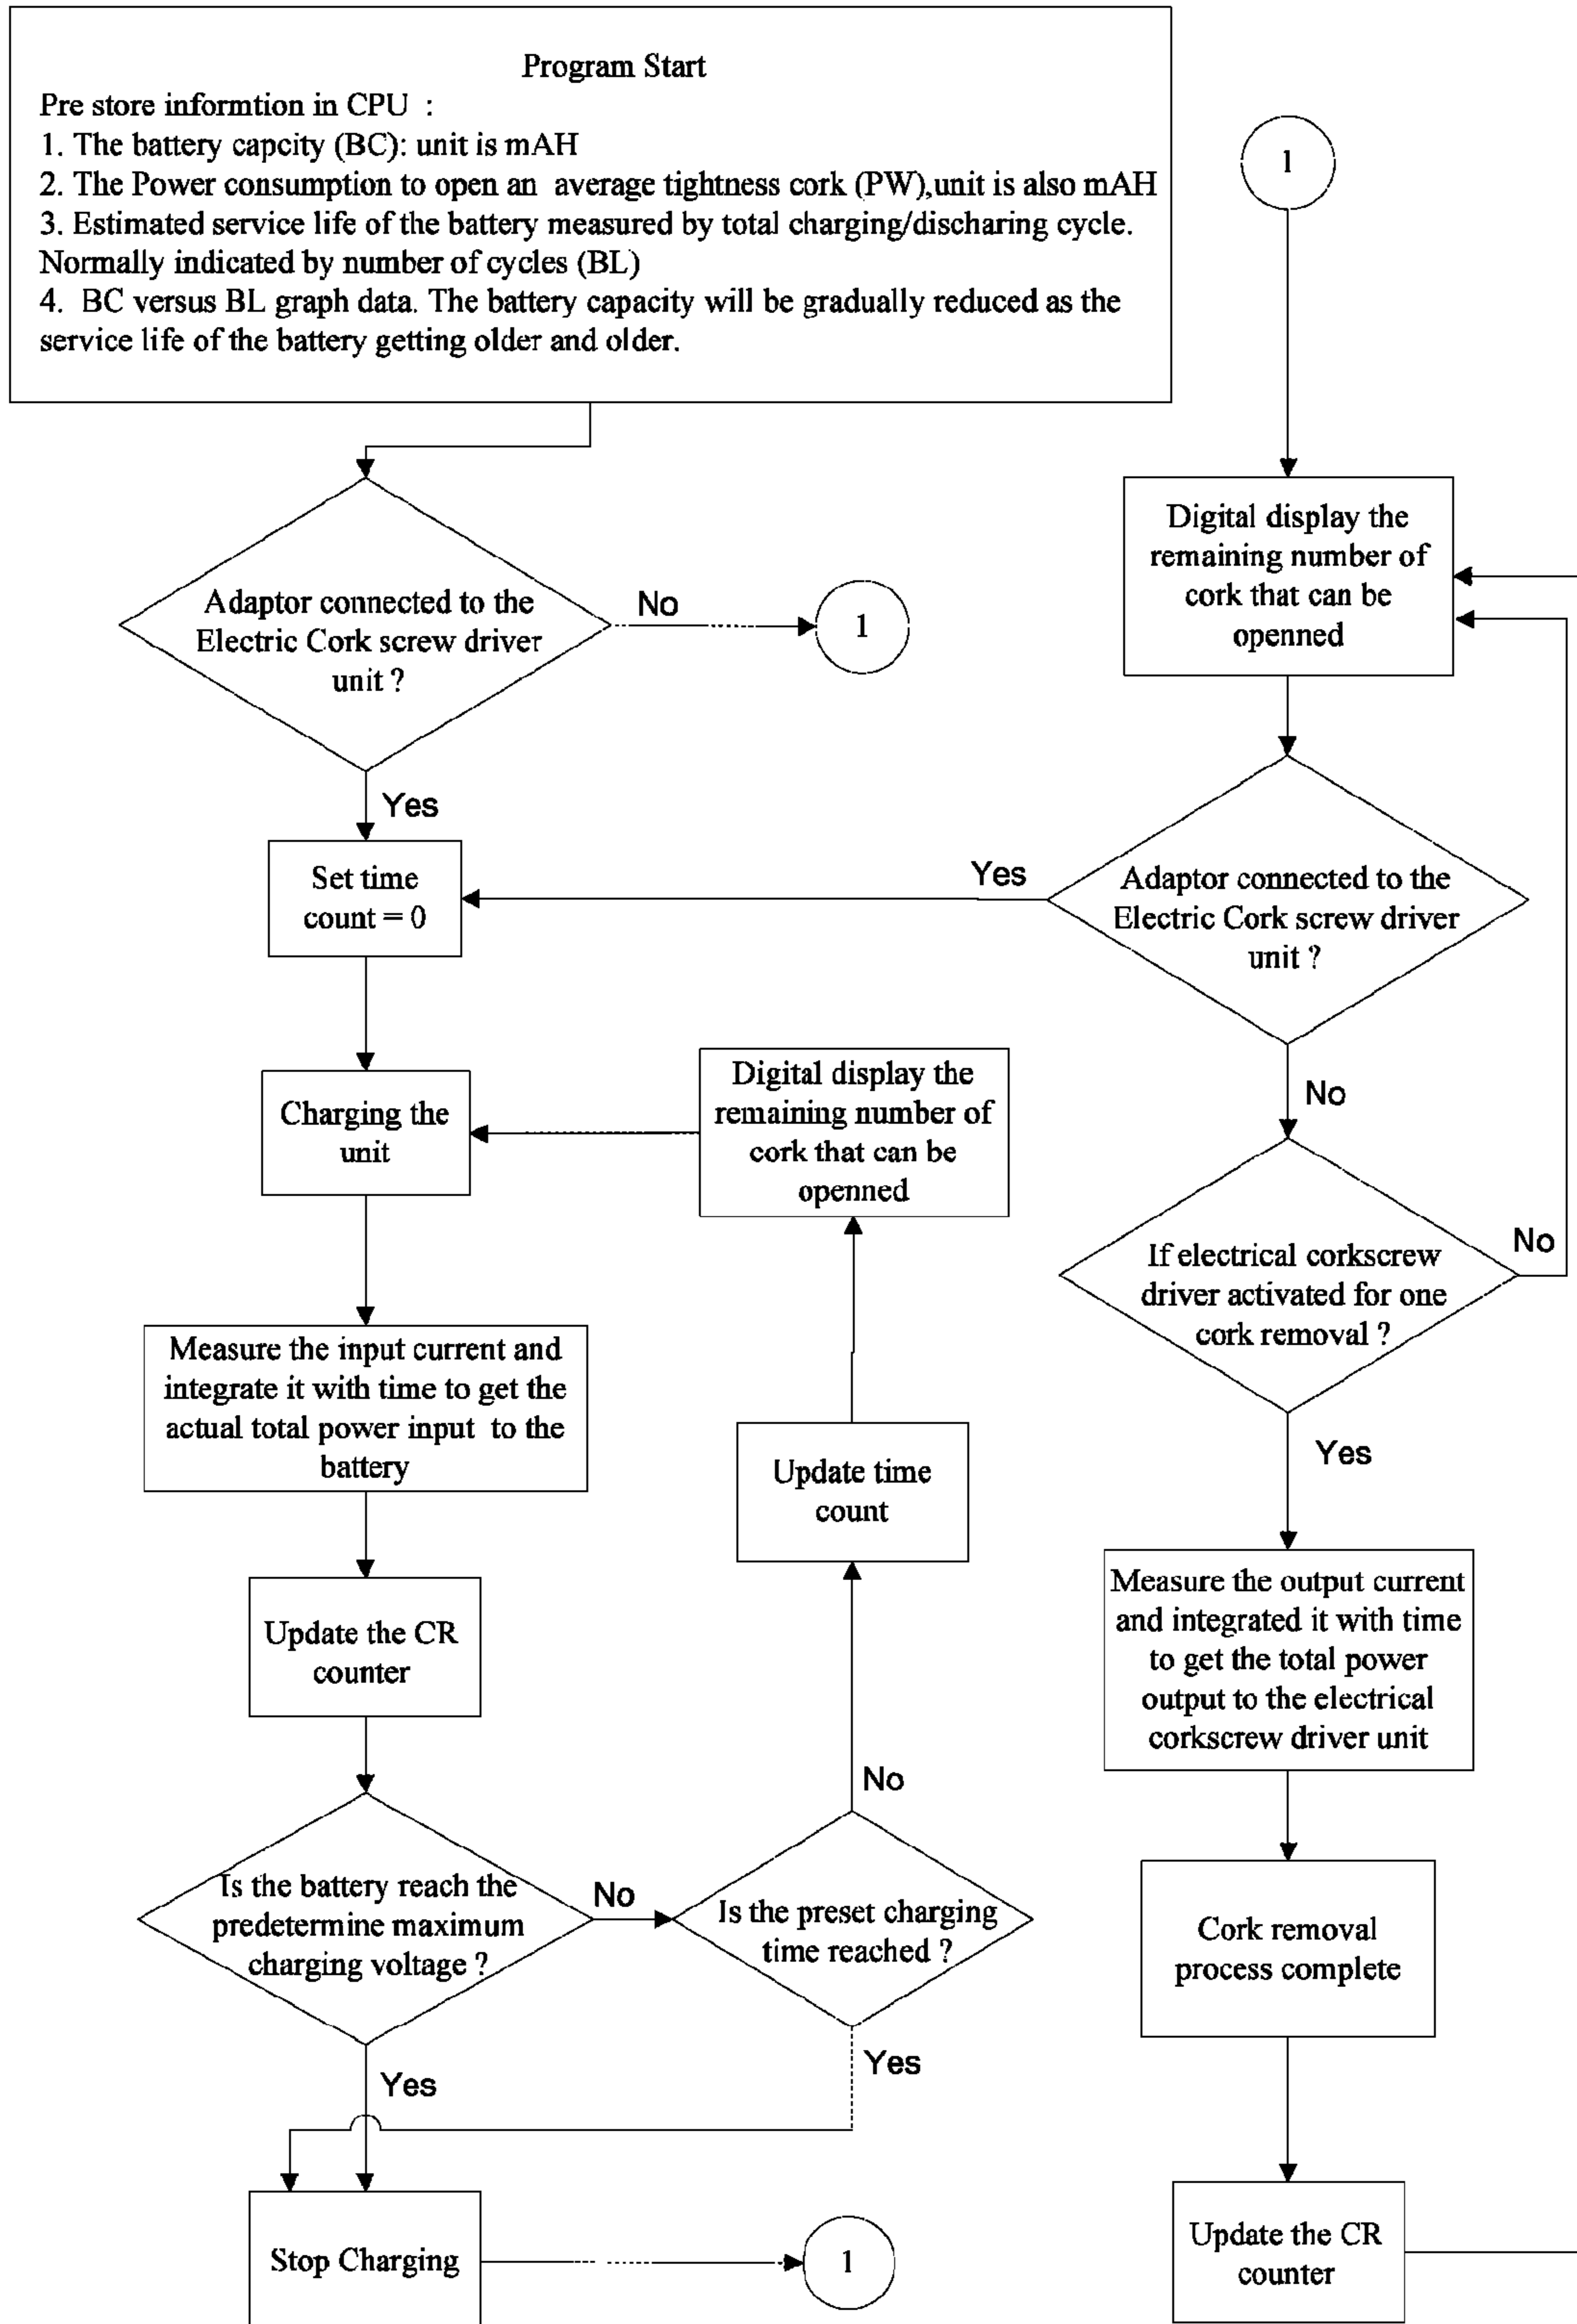 Program Start
Pre store informtion in CPU :
1. The battery capcity (BC): unit is mAH
2. The Power consumption to open an average tightness cork (PW),unit is also mAH
3. Estimated service life of the battery measured by total charging/discharing cycle.
Normally indicated by number of cycles (BL)
4. BC versus BL graph data. The battery capacity will be gradually reduced as the
service life of the battery getting older and older.
Adaptor connected to the
Electric Cork screw driver
unit ?
No
1
Yes
Set time
count = 0
Charging the
unit
Measure the input current and
integrate it with time to get the
actual total power input to the
battery
Update the CR
counter
Is the battery reach the
predetermine maximum
charging voltage ?
No
Yes
Is the preset charging
time reached ?
No
Yes
Update time
count
Digital display the
remaining number of
cork that can be
openned
Stop Charging
1
1
Digital display the
remaining number of
cork that can be
openned
Adaptor connected to the
Electric Cork screw driver
unit ?
Yes
No
If electrical corkscrew
driver activated for one
cork removal ?
No
Yes
Measure the output current
and integrated it with time
to get the total power
output to the electrical
corkscrew driver unit
Cork removal
process complete
Update the CR
counter